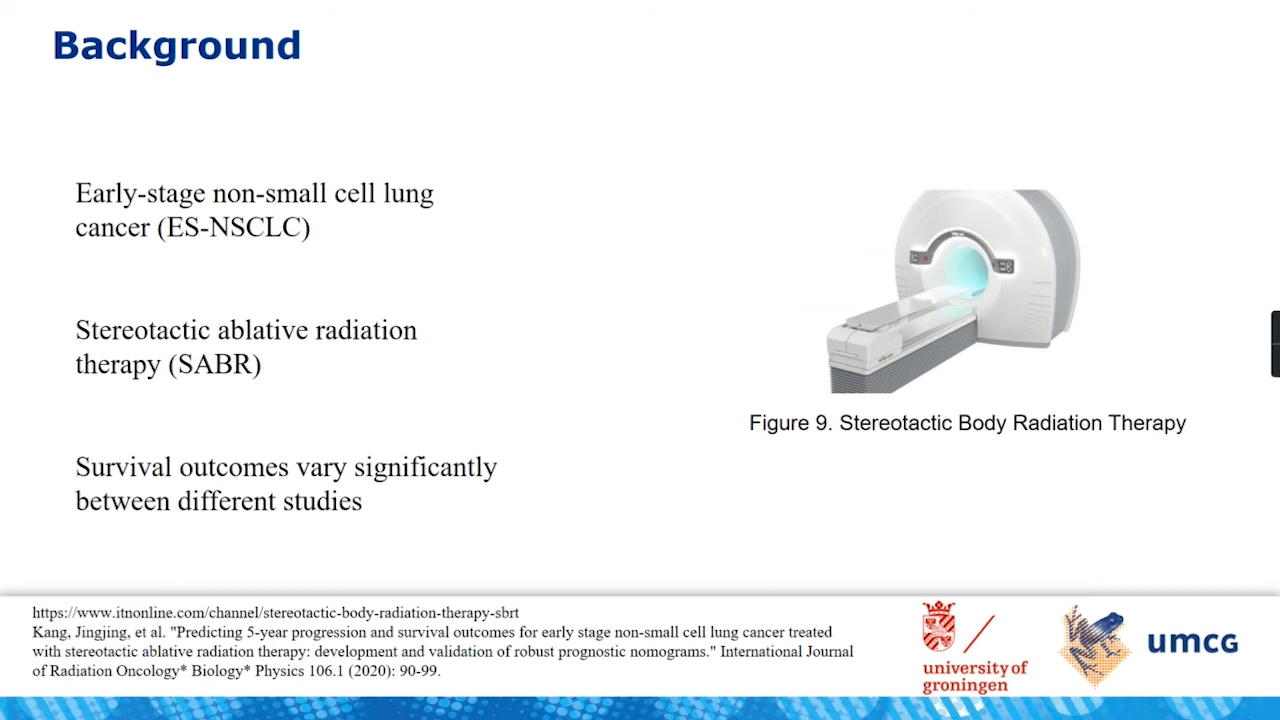 Background
Early-stage non-small cell lung
cancer (ES-NSCLC)
Stereotactic ablative radiation
therapy (SABR)
Survival outcomes vary significantly
between different studies
Figure 9. Stereotactic Body Radiation Therapy
https://www.itnonline.com/channel/stereotactic-body-radiation-therapy-sbrt
Kang, Jingjing, et al. "Predicting 5-year progression and survival outcomes for early stage non-small cell lung cancer treated
with stereotactic ablative radiation therapy: development and validation of robust prognostic nomograms." International Journal
of Radiation Oncology* Biology* Physics 106.1 (2020): 90-99.
university of
groningen
umcg